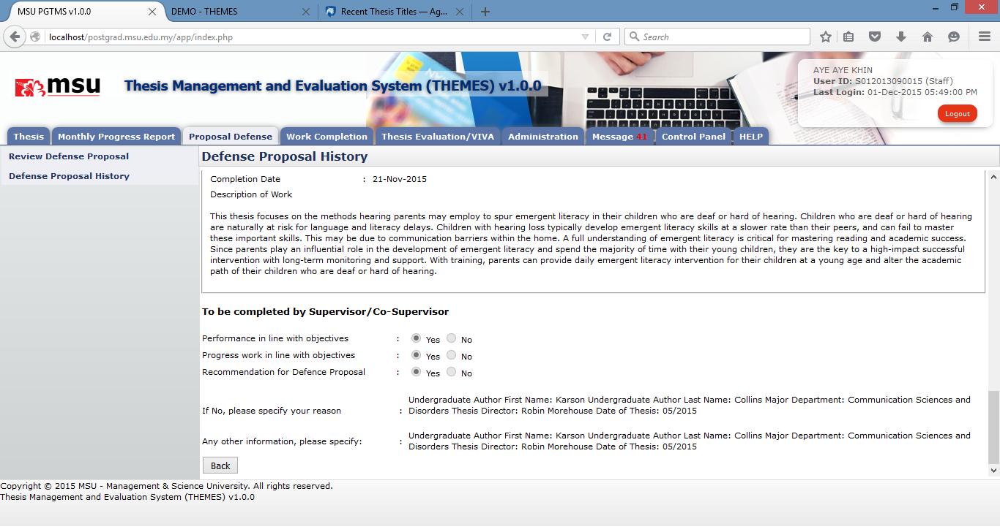 MSU PGTMS v1.0.0
DEMO - THEMES
Recent Thesis Titles — Ag...
localhost/postgrad.msu.edu.my/app/index.php
Search
msu
Thesis Management and Evaluation System (THEMES) v1.0.0
AYE AYE KHIN
User ID: S012013090015 (Staff)
Last Login: 01-Dec-2015 05:49:00 PM
Logout
Thesis Monthly Progress Report Proposal Defense Work Completion Thesis Evaluation/VIVA Administration Message 41 Control Panel HELP
Review Defense Proposal
Defense Proposal History
Defense Proposal History
Completion Date : 21-Nov-2015
Description of Work
This thesis focuses on the methods hearing parents may employ to spur emergent literacy in their children who are deaf or hard of hearing. Children who are deaf or hard of hearing
are naturally at risk for language and literacy delays. Children with hearing loss typically develop emergent literacy skills at a slower rate than their peers, and can fail to master
these important skills. This may be due to communication barriers within the home. A full understanding of emergent literacy is critical for mastering reading and academic success.
Since parents play an influential role in the development of emergent literacy and spend the majority of time with their young children, they are the key to a high-impact successful
intervention with long-term monitoring and support. With training, parents can provide daily emergent literacy intervention for their children at a young age and alter the academic
path of their children who are deaf or hard of hearing.
To be completed by Supervisor/Co-Supervisor
Performance in line with objectives : Yes No
Progress work in line with objectives : Yes No
Recommendation for Defence Proposal : Yes No
If No, please specify your reason : Undergraduate Author First Name: Karson Undergraduate Author Last Name: Collins Major Department: Communication Sciences and
Disorders Thesis Director: Robin Morehouse Date of Thesis: 05/2015
Any other information, please specify: : Undergraduate Author First Name: Karson Undergraduate Author Last Name: Collins Major Department: Communication Sciences and
Disorders Thesis Director: Robin Morehouse Date of Thesis: 05/2015
Back
Copyright © 2015 MSU - Management & Science University. All rights reserved.
Thesis Management and Evaluation System (THEMES) v1.0.0